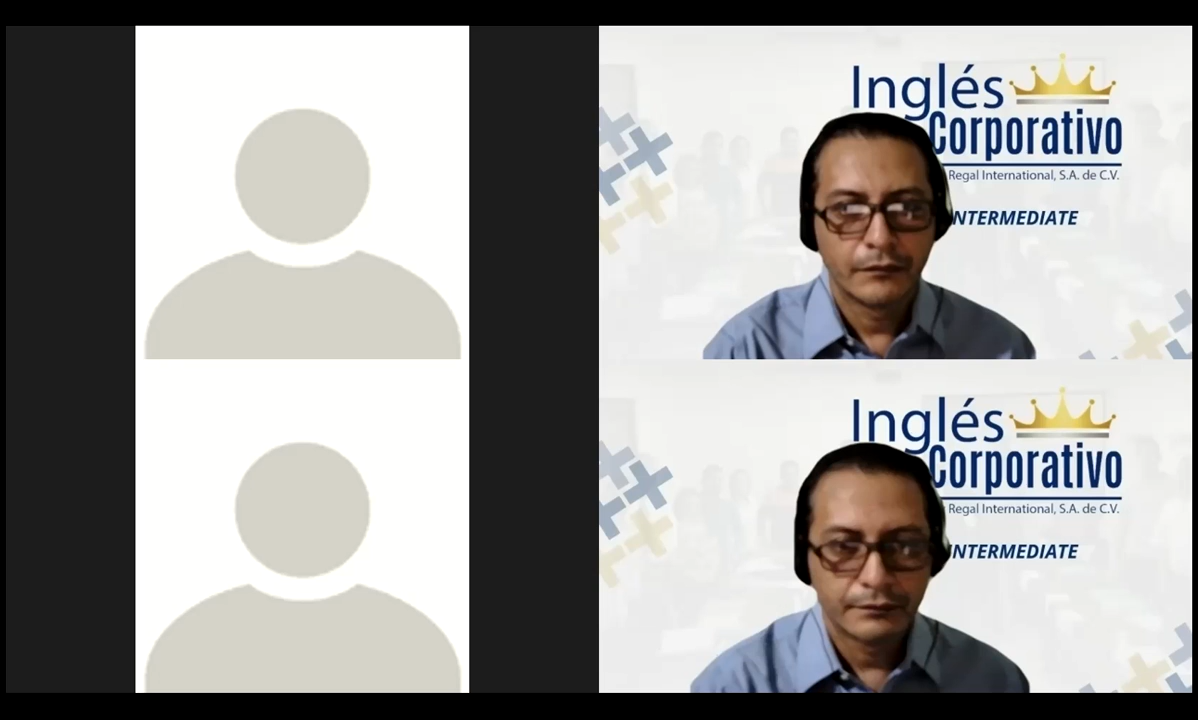 Inglés
Corporativo
Regal International, S.A. de C.V.
INTERMEDIATE
Inglés
Corporativo
Regal International, S.A. de C.V.
INTERMEDIATE